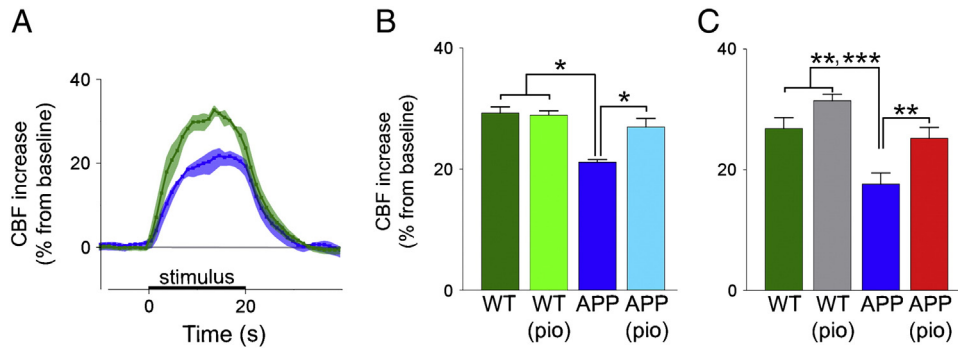 A
CBF increase
(% from baseline)
40
20
0
stimulus
0
20
Time (s)
B
CBF increase
(% from baseline)
40
20
0
*
*
WT
WT
(pio)
APP
APP
(pio)
C
40
20
0
**,***
**
WT
WT
(pio)
APP
APP
(pio)